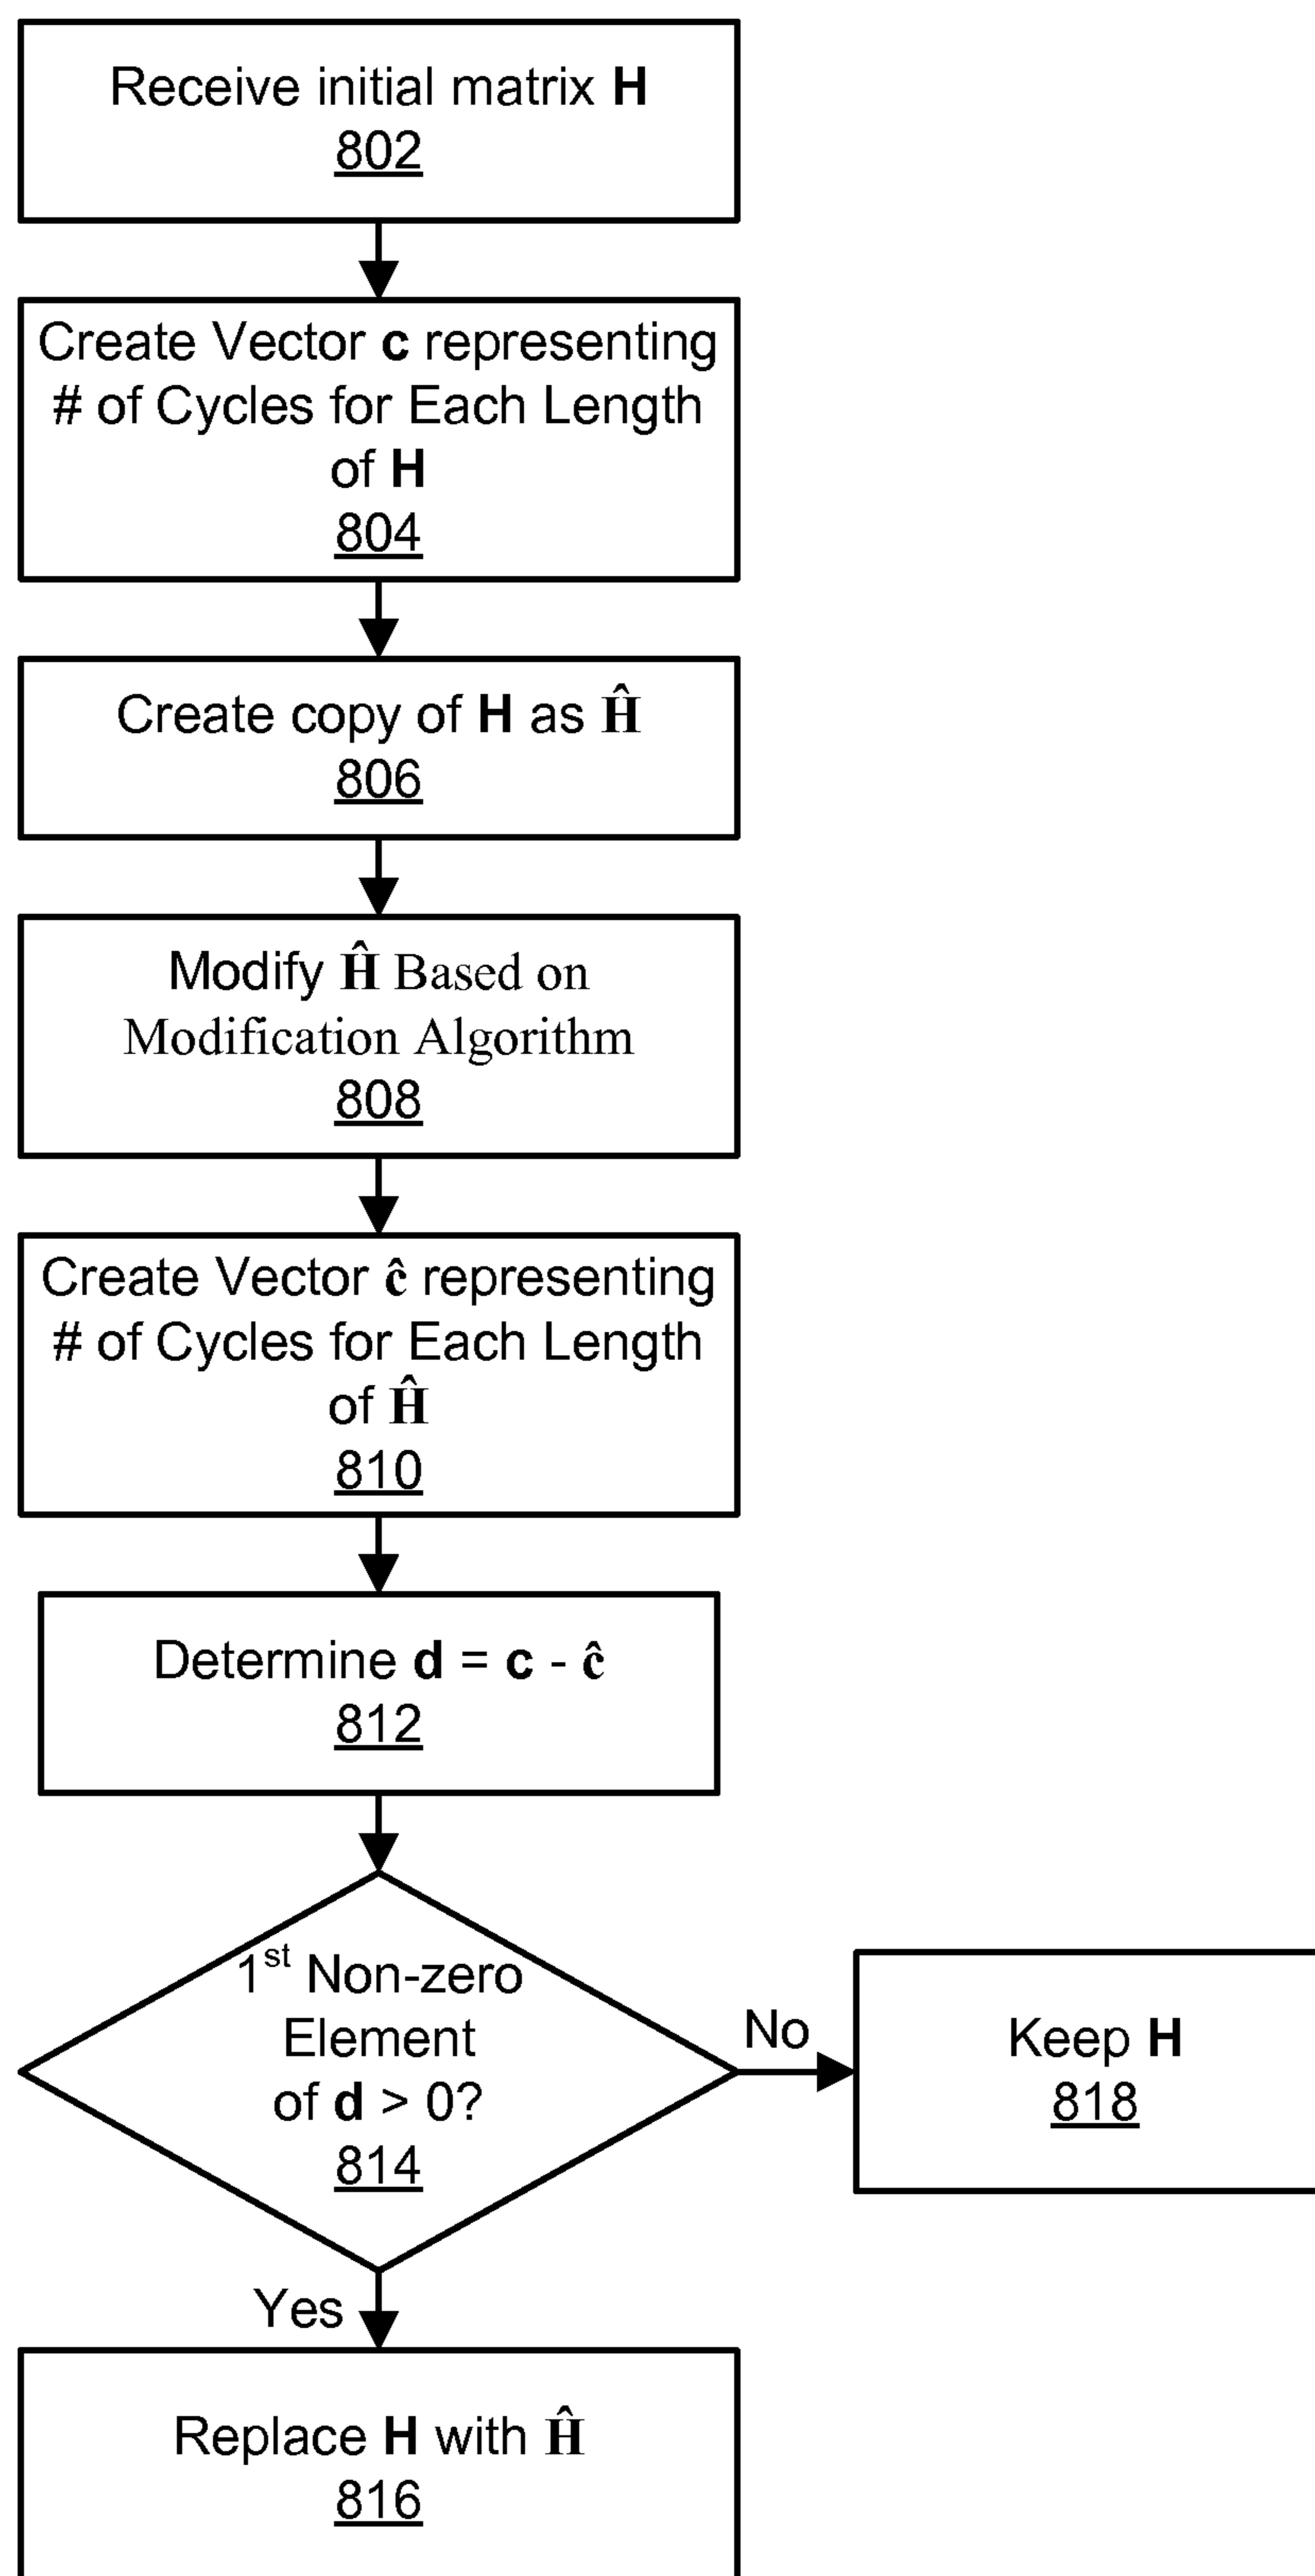 Receive initial matrix H
802
Create Vector c representing
# of Cycles for Each Length
of H
804
Create copy of H as Ĥ
806
Modify Ĥ Based on
Modification Algorithm
808
Create Vector ĉ representing
# of Cycles for Each Length
of Ĥ
810
Determine d = c - ĉ
812
1st Non-zero
Element
of d > 0?
814
No
Keep H
818
Yes
Replace H with Ĥ
816